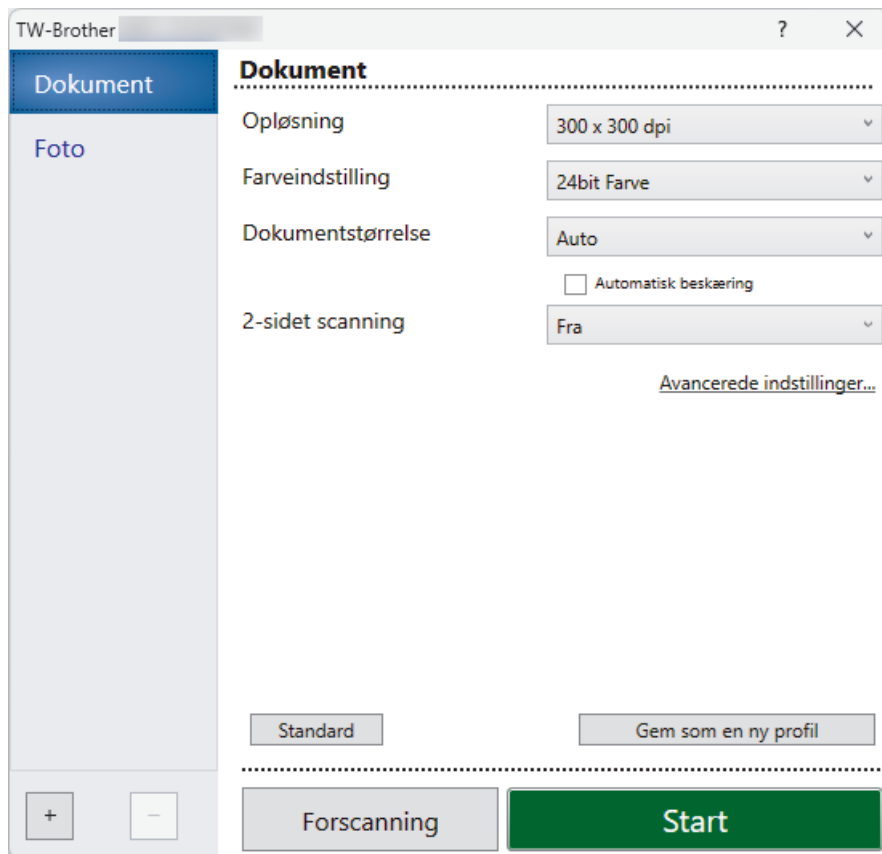 TW-Brother
?
Dokument
Foto
Dokument
Opløsning
300 x 300 dpi
Farveindstilling
24bit Farve
Dokumentstørrelse
Auto
Automatisk beskæring
2-sidet scanning
Fra
Avancerede indstillinger...
Standard
Gem som en ny profil
+
−
Forscanning
Start